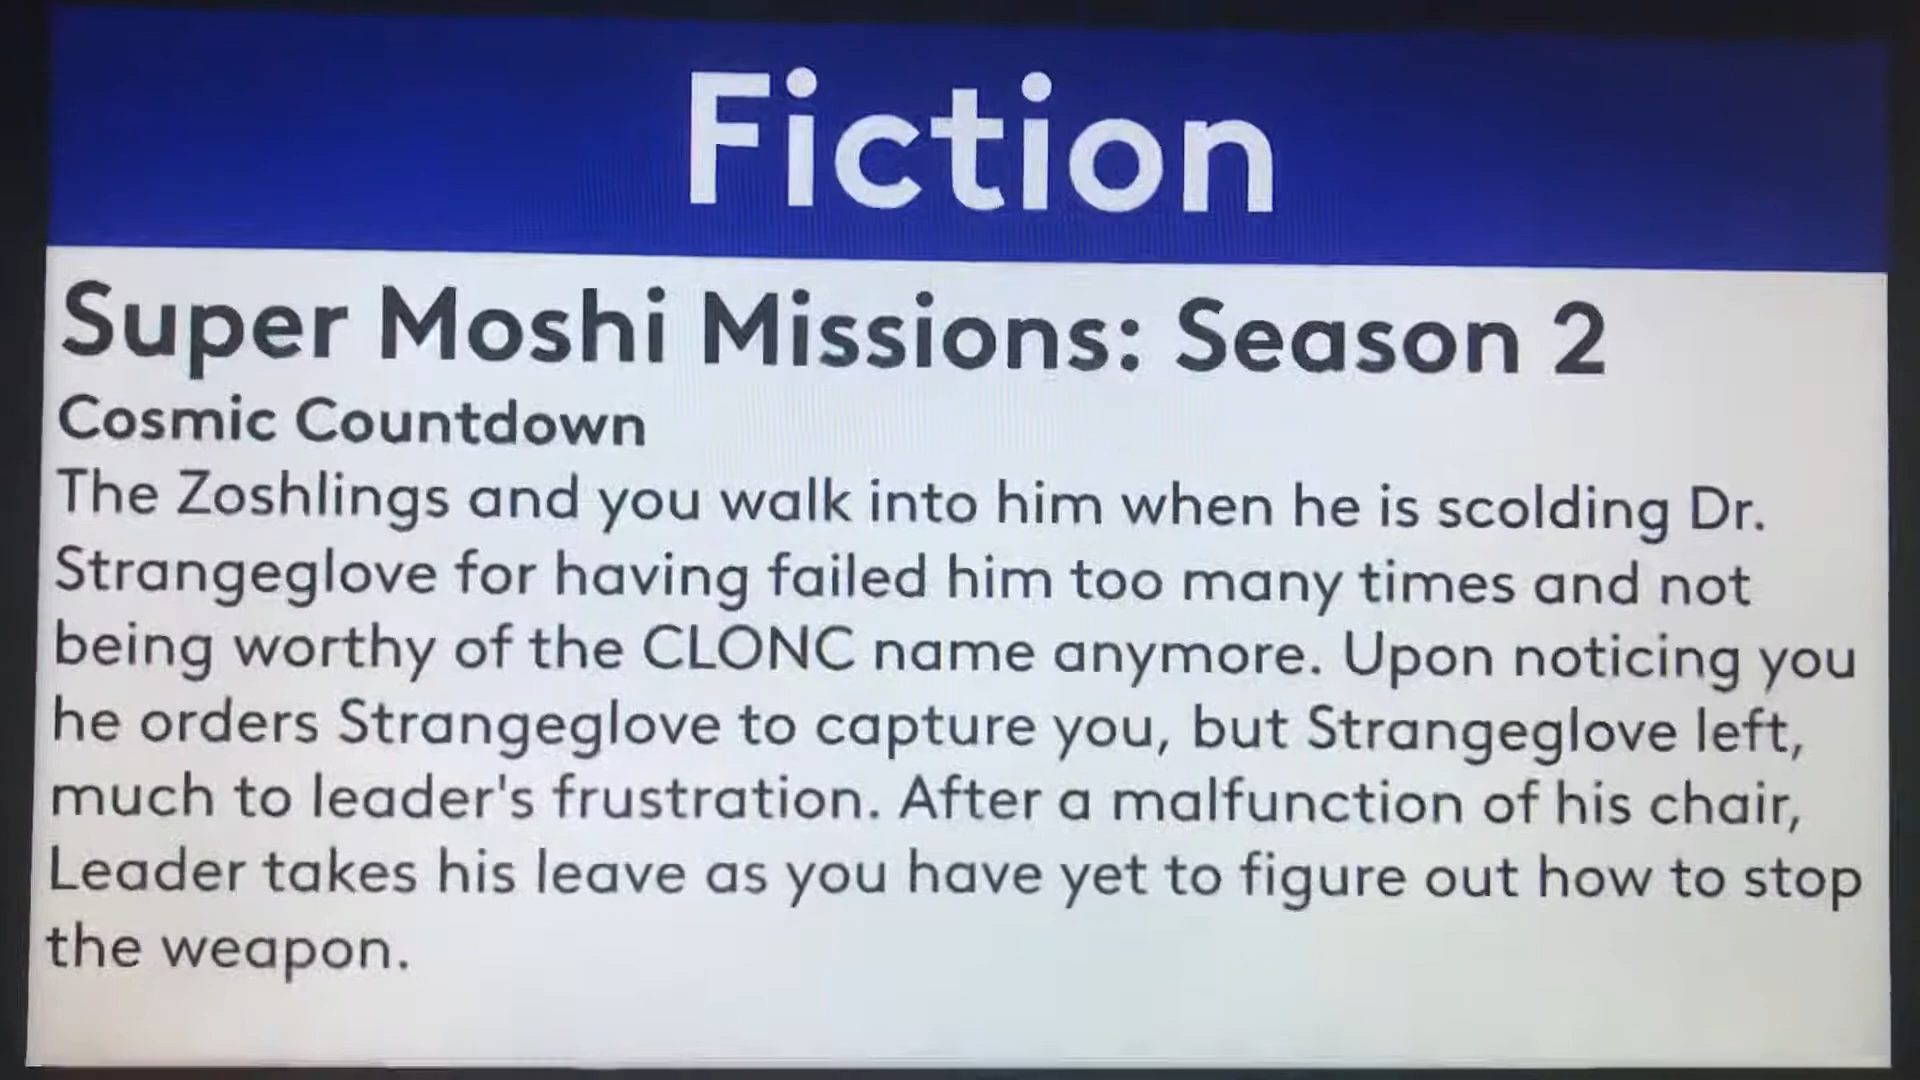 Fiction
Super Moshi Missions: Season 2
Cosmic Countdown
The Zoshlings and you walk into him when he is scolding Dr.
Strangeglove for having failed him too many times and not
being worthy of the CLONC name anymore. Upon noticing you
he orders Strangeglove to capture you, but Strangeglove left,
much to leader's frustration. After a malfunction of his chair,
Leader takes his leave as you have yet to figure out how to stop
the weapon.